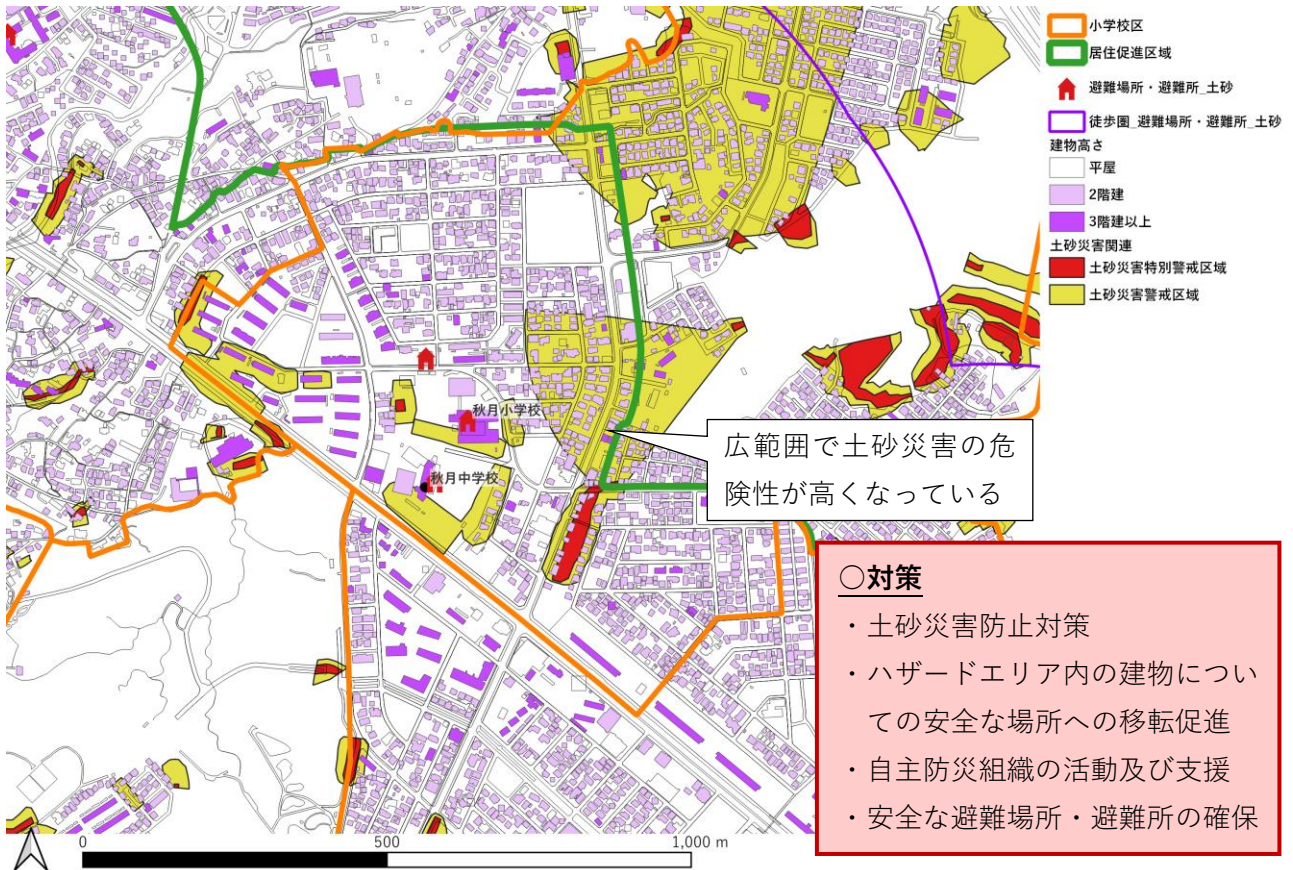 小学校区
居住促進区域
避難場所・避難所_土砂
徒歩圏_避難場所・避難所_土砂
建物高さ
平屋
2階建
3階建以上
土砂災害関連
土砂災害特別警戒区域
土砂災害警戒区域
秋月小学校
秋月中学校
広範囲で土砂災害の危
険性が高くなっている
○対策
・土砂災害防止対策
・ハザードエリア内の建物につい
ての安全な場所への移転促進
・自主防災組織の活動及び支援
・安全な避難場所・避難所の確保
0 500 1,000 m